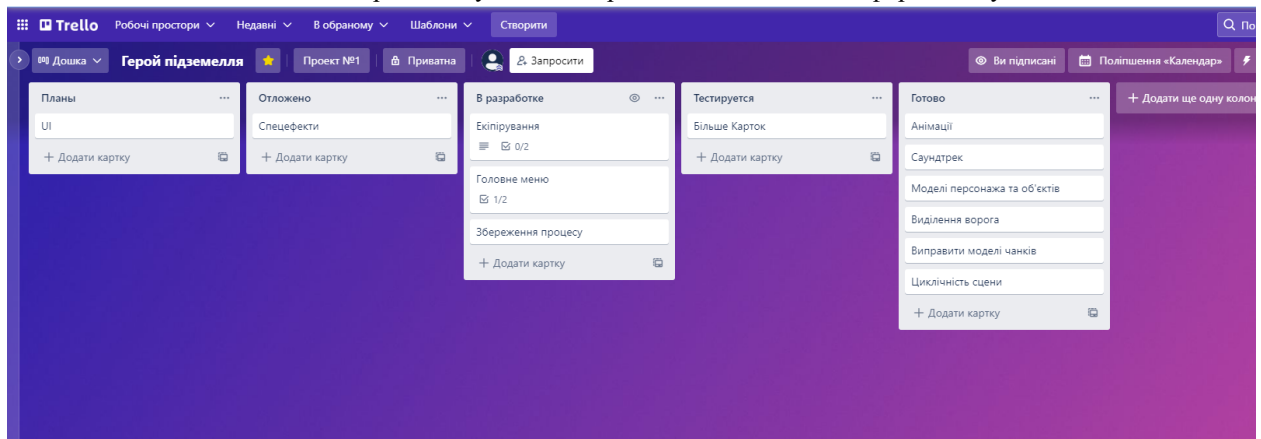 Trello Робочі простори Недавні В обраному Шаблони Створити По
Дошка Герой підземелля Проект №1 Приватна Запросити Ви підписані Поліпшення «Календар»
Планы
UI
+ Додати картку
Отложено
Спецефекти
+ Додати картку
В разработке
Екіпірування
0/2
Головне меню
1/2
Збереження процесу
+ Додати картку
Тестируется
Більше Карток
+ Додати картку
Готово
Анімації
Саундтрек
Моделі персонажа та об'єктів
Виділення ворога
Виправити моделі чанків
Циклічність сцени
+ Додати картку
+ Додати ще одну колон